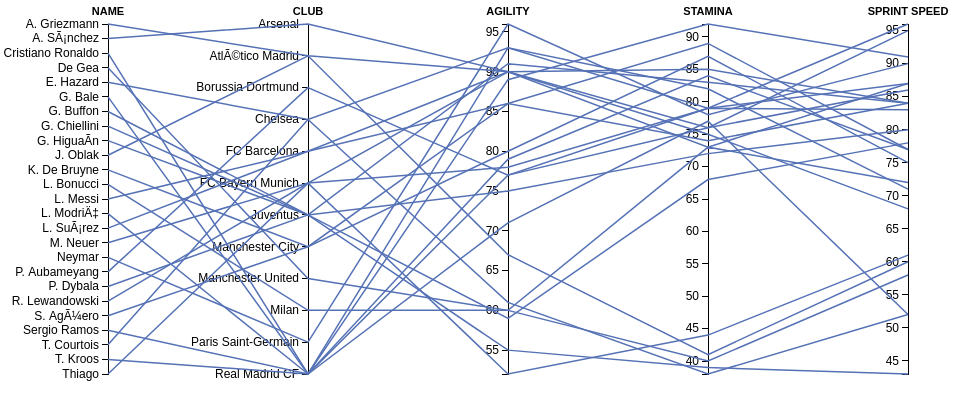 NAME
CLUB
AGILITY
STAMINA
SPRINT SPEED
A. Griezmann
A. SÃ¡nchez
Cristiano Ronaldo
De Gea
E. Hazard
G. Bale
G. Buffon
G. Chiellini
G. HiguaÃ­n
J. Oblak
K. De Bruyne
L. Bonucci
L. Messi
L. ModriÄ‡
L. SuÃ¡rez
M. Neuer
Neymar
P. Aubameyang
P. Dybala
R. Lewandowski
S. AgÃ¼ero
Sergio Ramos
T. Courtois
T. Kroos
Thiago
Arsenal
AtlÃ©tico Madrid
Borussia Dortmund
Chelsea
FC Barcelona
FC Bayern Munich
Juventus
Manchester City
Manchester United
Milan
Paris Saint-Germain
Real Madrid CF
95
90
85
80
75
70
65
60
55
90
85
80
75
70
65
60
55
50
45
40
95
90
85
80
75
70
65
60
55
50
45